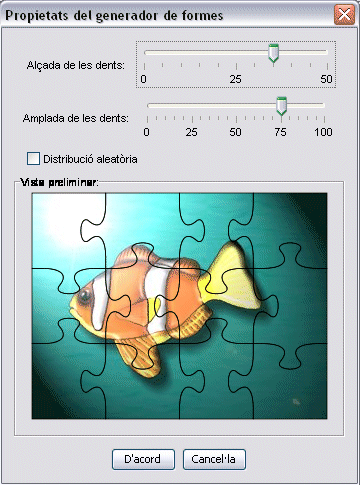 Propietats del generador de formes
Alçada de les dents:
0 25 50
Amplada de les dents:
0 25 50 75 100
Distribució aleatòria
Vista preliminar:
D'acord Cancel·la